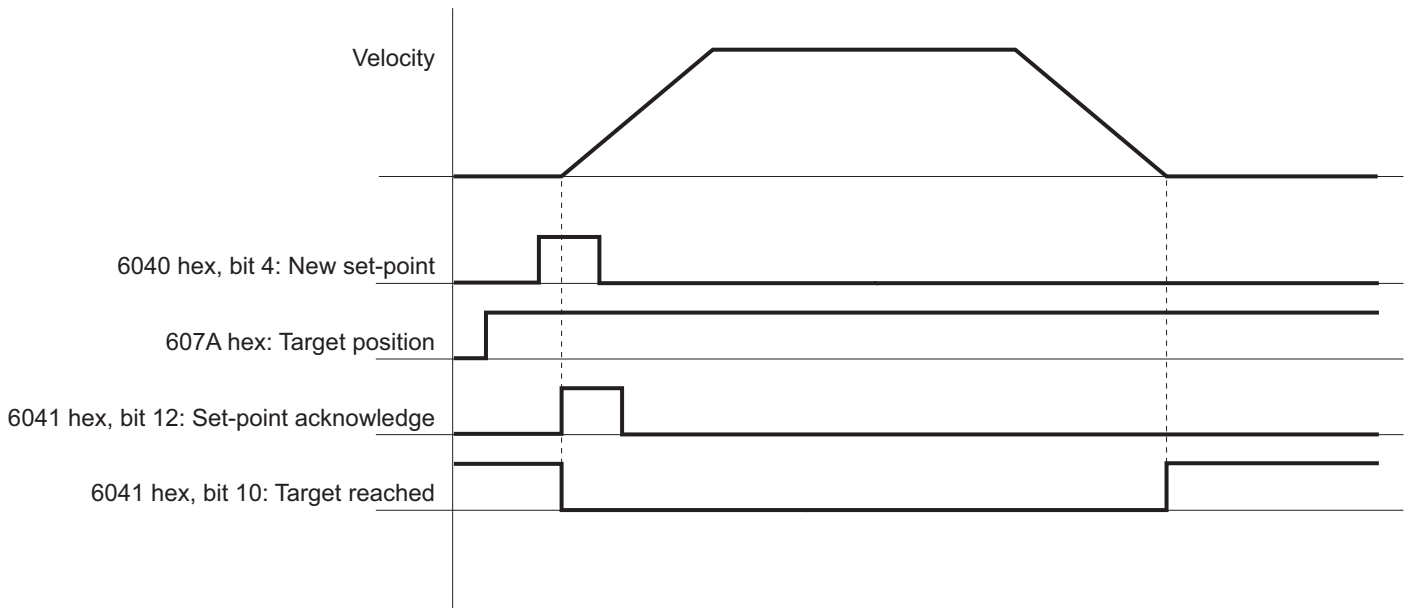 Velocity
6040 hex, bit 4: New set-point
607A hex: Target position
6041 hex, bit 12: Set-point acknowledge
6041 hex, bit 10: Target reached